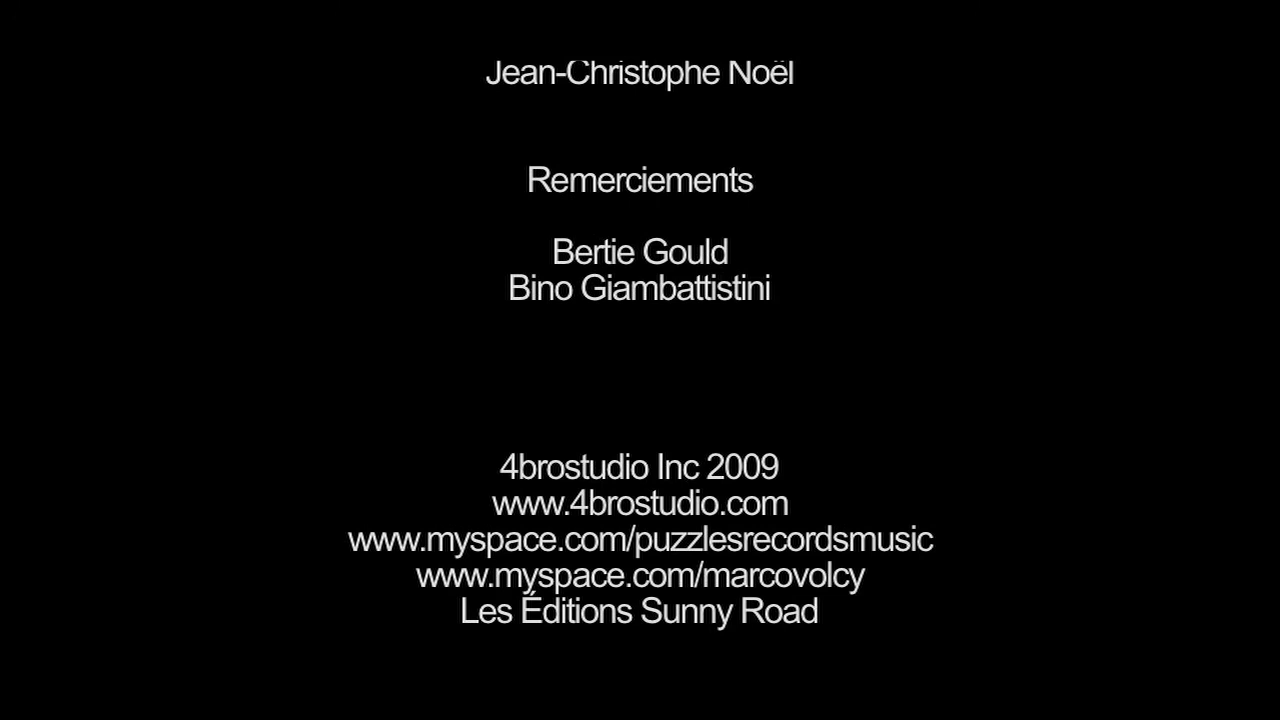 Jean-Christophe Noël
Remerciements
Bertie Gould
Bino Giambattistini
4brostudio Inc 2009
www.4brostudio.com
www.myspace.com/puzzlesrecordsmusic
www.myspace.com/marcovolcy
Les Éditions Sunny Road